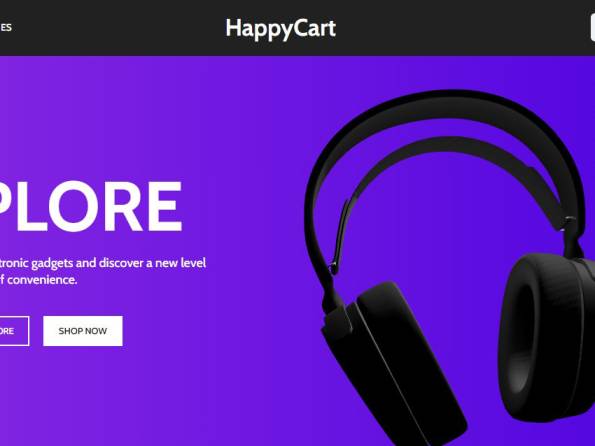 ES
HappyCart
PLORE
tronic gadgets and discover a new level
f convenience.
ORE
SHOP NOW